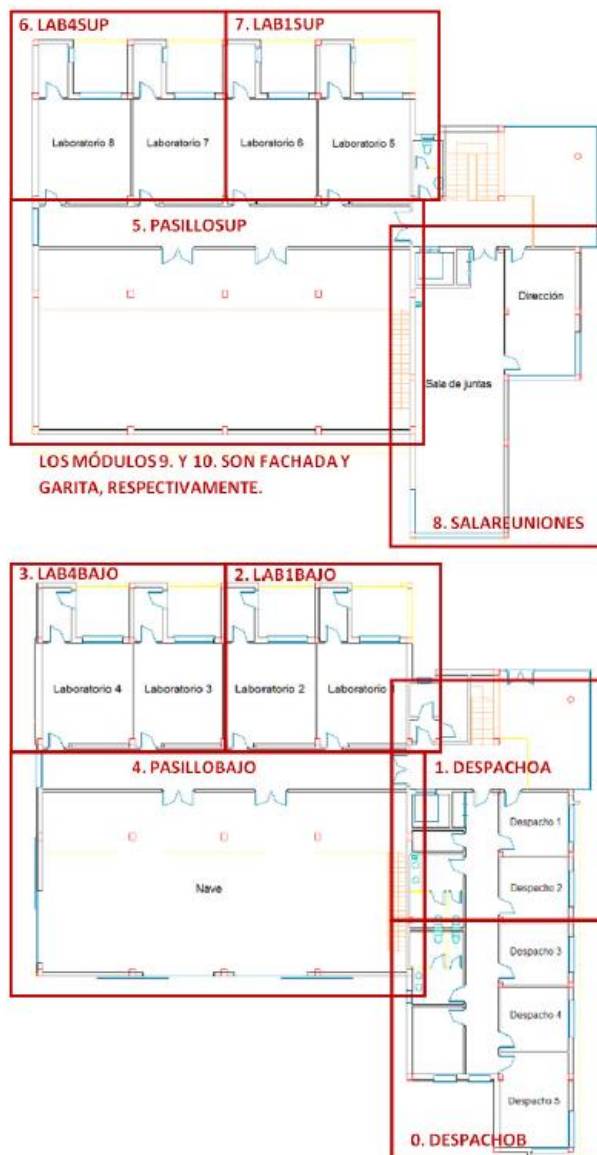 6. LAB4SUP
7. LAB1SUP
Laboratorio 8
Laboratorio 7
Laboratorio 6
Laboratorio 5
5. PASILLOSUP
Dirección
Sala de juntas
LOS MÓDULOS 9. Y 10. SON FACHADA Y
GARITA, RESPECTIVAMENTE.
8. SALAREUNIONES
3. LAB4BAJO
2. LAB1BAJO
Laboratorio 4
Laboratorio 3
Laboratorio 2
Laboratorio 1
4. PASILLOBAJO
1. DESPACHOA
Despacho 1
Nave
Despacho 2
Despacho 3
Despacho 4
Despacho 5
0. DESPACHOB